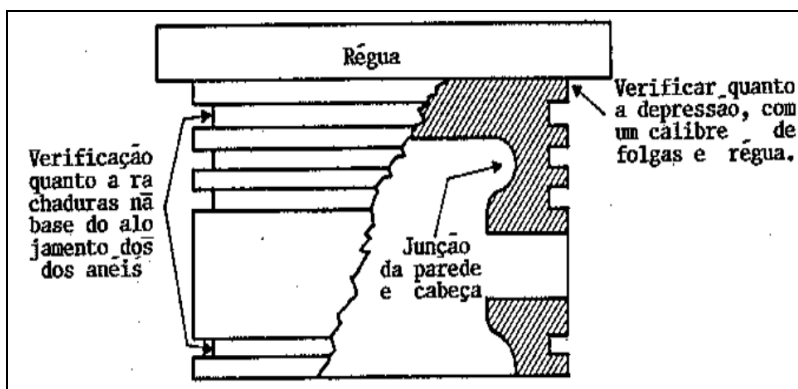 Régua
Verificar quanto
a depressão, com
um calibre de
folgas e régua.
Verificação
quanto a ra
chaduras na
base do alo
jamento dos
dos anéis
Junção
da parede
e cabeça